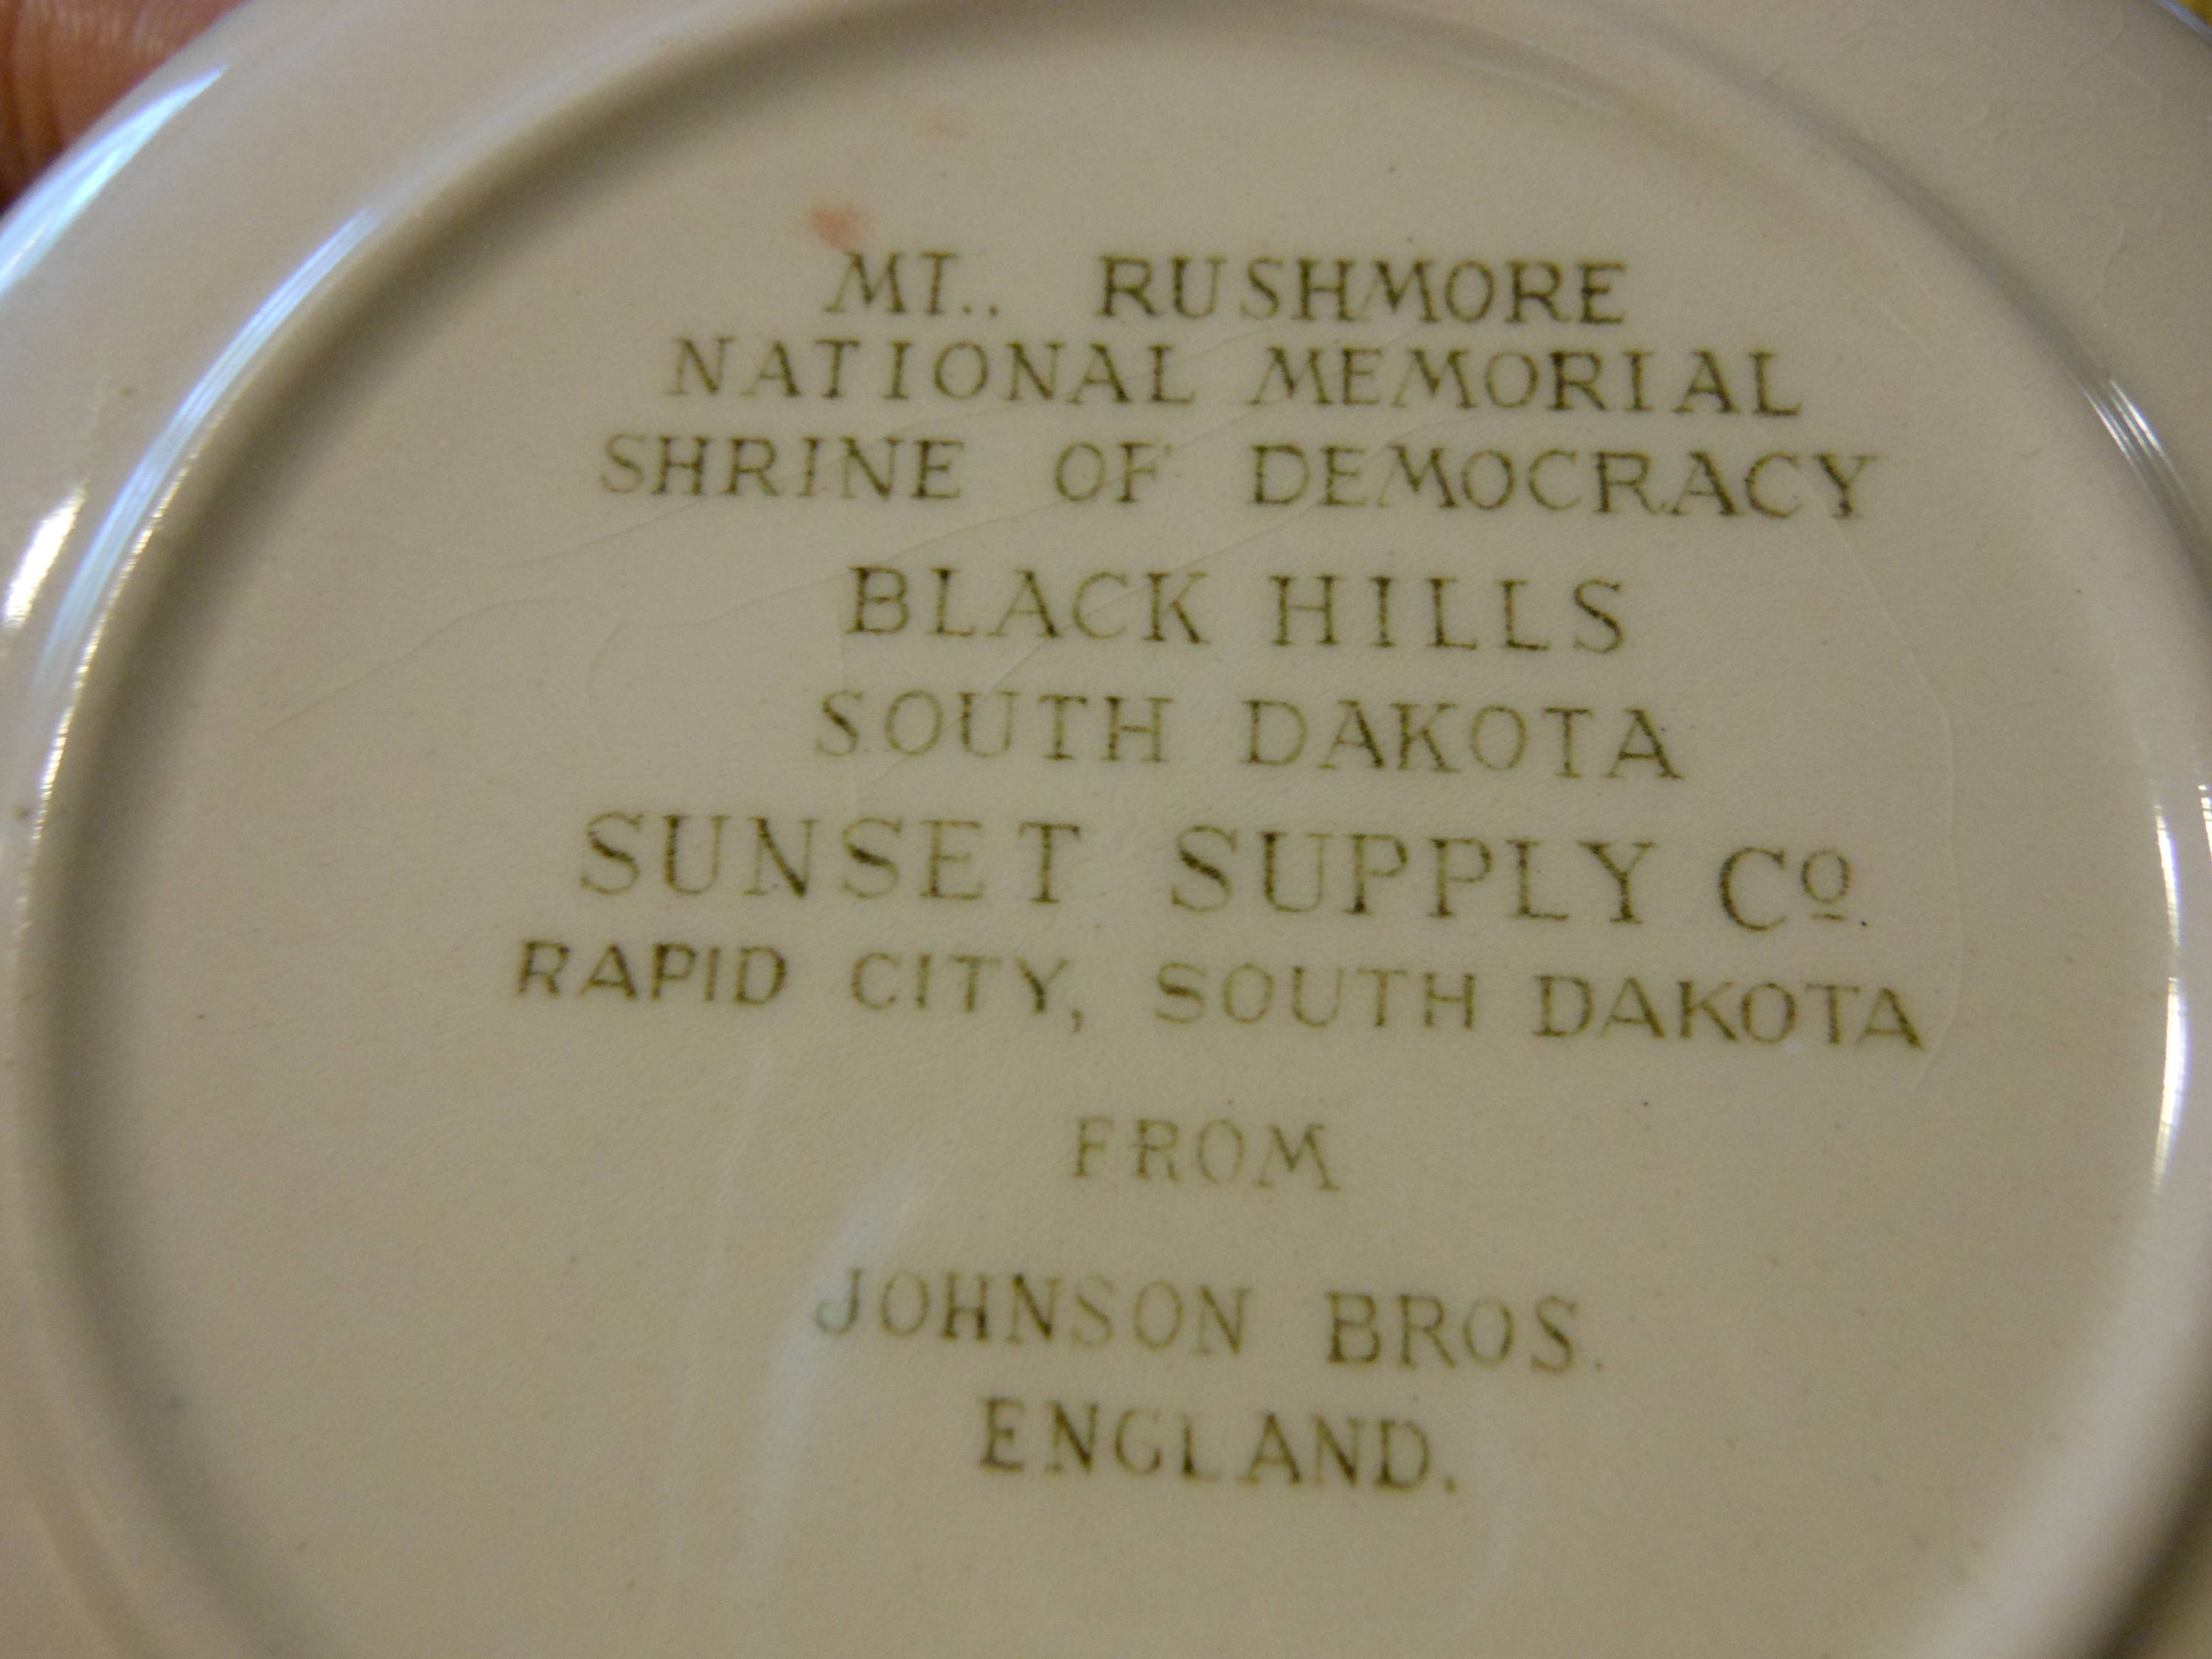 MT.. RUSHMORE
NATIONAL MEMORIAL
SHRINE OF DEMOCRACY
BLACK HILLS
SOUTH DAKOTA
SUNSET SUPPLY Cº
RAPID CITY, SOUTH DAKOTA
FROM
JOHNSON BROS.
ENGLAND.